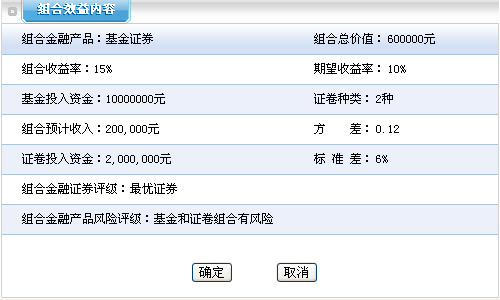 组合效益内容
组合金融产品：基金证券 组合总价值：600000元
组合收益率：15% 期望收益率：10%
基金投入资金：10000000元 证卷种类：2种
组合预计收入：200,000元 方 差：0.12
证卷投入资金：2,000,000元 标 准 差：6%
组合金融证券评级：最优证券
组合金融产品风险评级：基金和证卷组合有风险
确定 取消